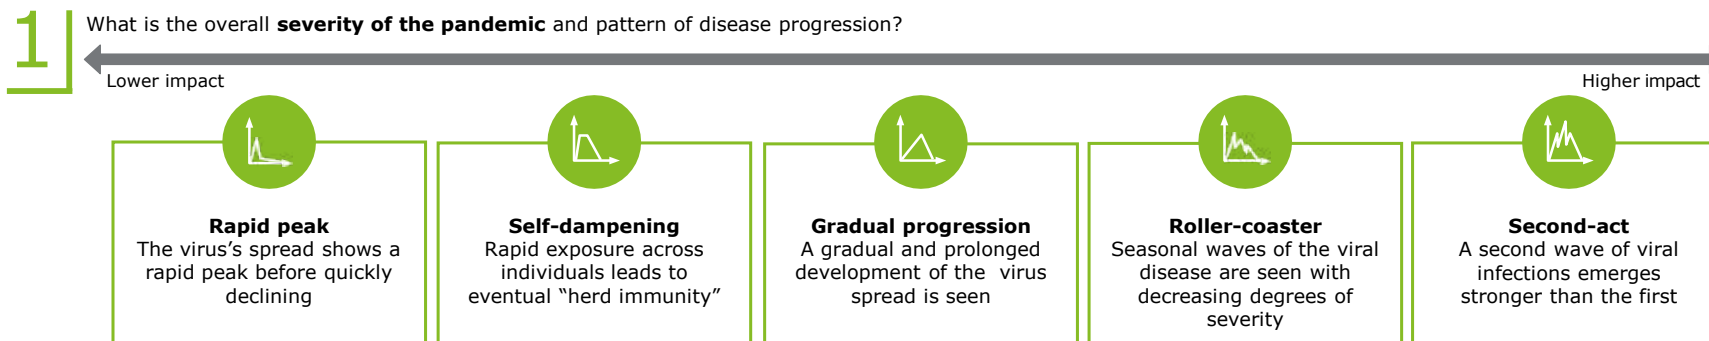 1
What is the overall severity of the pandemic and pattern of disease progression?
Lower impact
Higher impact
Rapid peak
The virus’s spread shows a
rapid peak before quickly
declining
Self-dampening
Rapid exposure across
individuals leads to
eventual “herd immunity”
Gradual progression
A gradual and prolonged
development of the  virus
spread is seen
Roller-coaster
Seasonal waves of the viral
disease are seen with
decreasing degrees of
severity
Second-act
A second wave of viral
infections emerges
stronger than the first